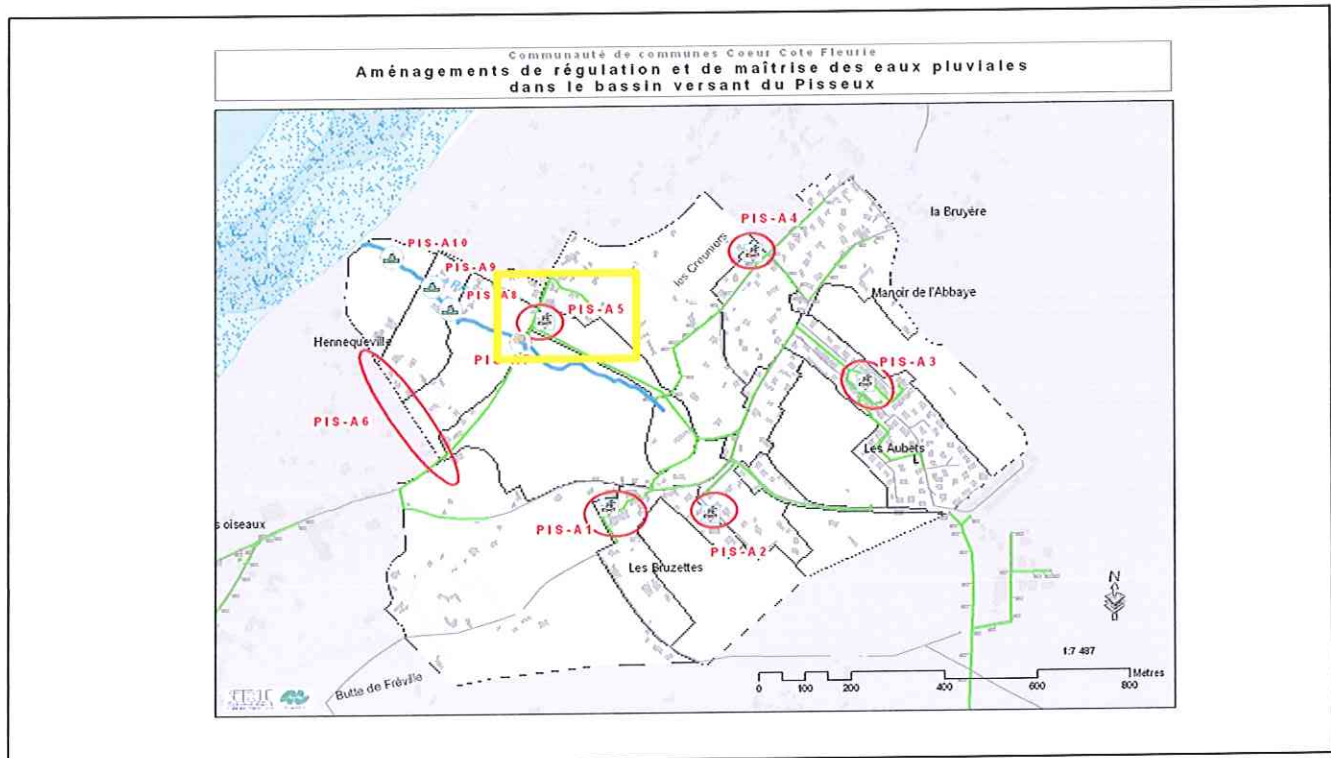 Communauté de communes Coeur Cote Fleurie
Aménagements de régulation et de maîtrise des eaux pluviales
dans le bassin versant du Pisseux
la Bruyère
PIS-A4
les Creuniors
PIS-A10
PIS-A9
PIS-A8
PIS-A5
Manoir de l'Abbaye
Hennequeville
PIS-A3
PIS-A6
Les Aubets
s oiseaux
PIS-A1
PIS-A2
Les Bruzettes
N
1:7 487
Butte de Fréville
0 100 200 400 600 800
Metres